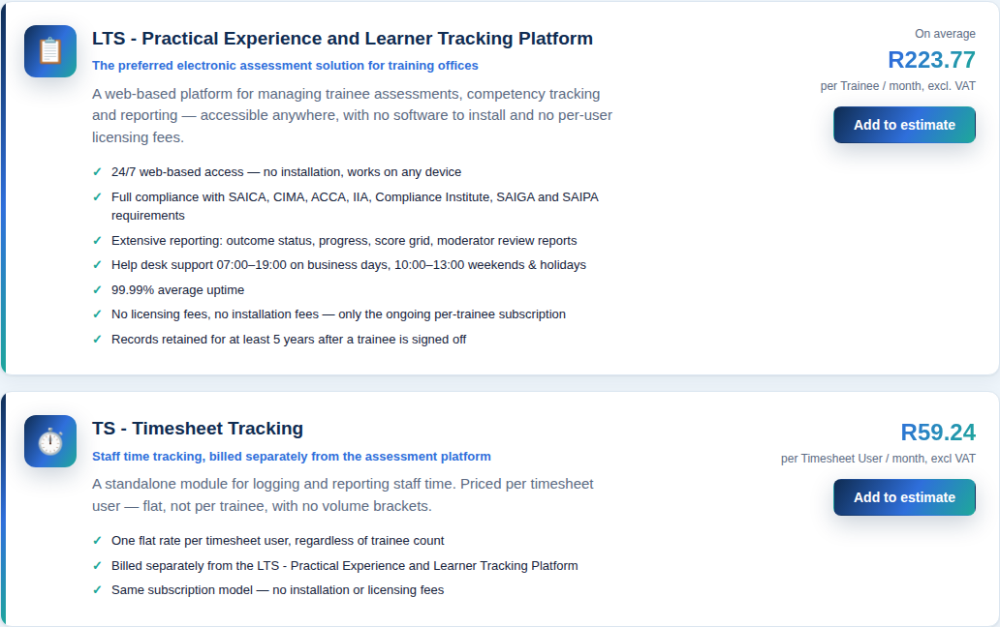 LTS - Practical Experience and Learner Tracking Platform
The preferred electronic assessment solution for training offices
A web-based platform for managing trainee assessments, competency tracking
and reporting — accessible anywhere, with no software to install and no per-user
licensing fees.
✓ 24/7 web-based access — no installation, works on any device
✓ Full compliance with SAICA, CIMA, ACCA, IIA, Compliance Institute, SAIGA and SAIPA
requirements
✓ Extensive reporting: outcome status, progress, score grid, moderator review reports
✓ Help desk support 07:00–19:00 on business days, 10:00–13:00 weekends & holidays
✓ 99.99% average uptime
✓ No licensing fees, no installation fees — only the ongoing per-trainee subscription
✓ Records retained for at least 5 years after a trainee is signed off
On average
R223.77
per Trainee / month, excl. VAT
Add to estimate
TS - Timesheet Tracking
Staff time tracking, billed separately from the assessment platform
A standalone module for logging and reporting staff time. Priced per timesheet
user — flat, not per trainee, with no volume brackets.
✓ One flat rate per timesheet user, regardless of trainee count
✓ Billed separately from the LTS - Practical Experience and Learner Tracking Platform
✓ Same subscription model — no installation or licensing fees
R59.24
per Timesheet User / month, excl VAT
Add to estimate